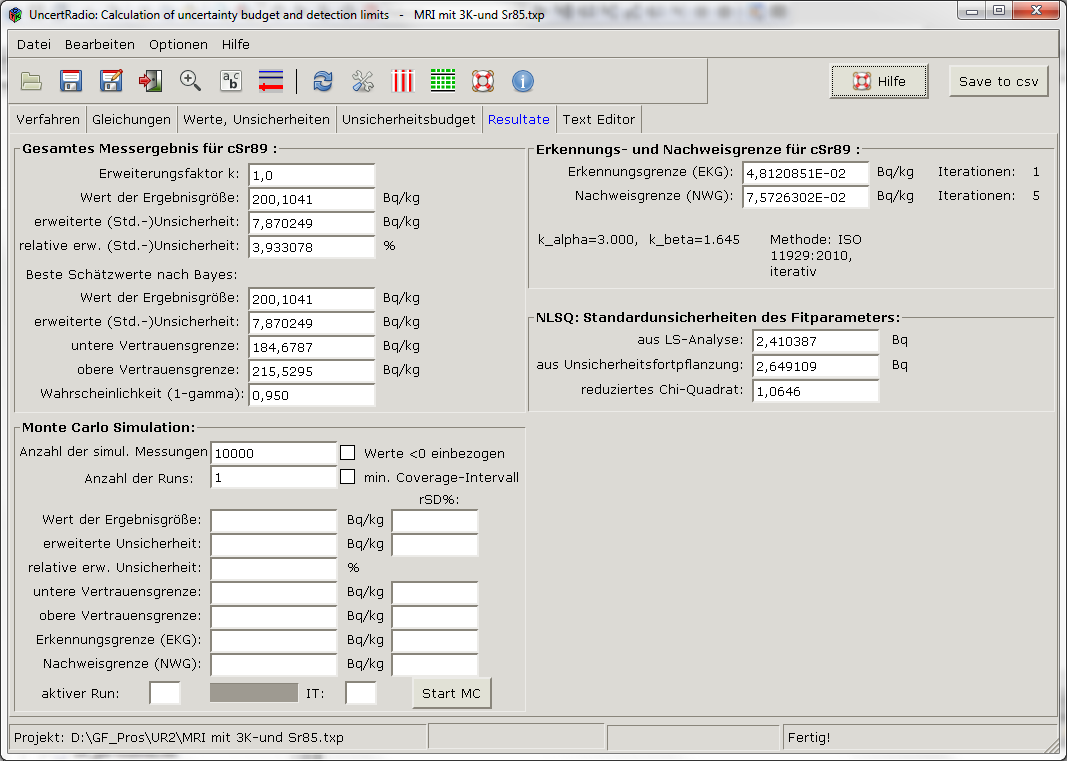 UncertRadio: Calculation of uncertainty budget and detection limits - MRI mit 3K-und Sr85.txp
Datei Bearbeiten Optionen Hilfe
a b c
Hilfe
Save to csv
Verfahren Gleichungen Werte, Unsicherheiten Unsicherheitsbudget Resultate Text Editor
Gesamtes Messergebnis für cSr89 :
Erweiterungsfaktor k: 1,0
Wert der Ergebnisgröße: 200,1041 Bq/kg
erweiterte (Std.-)Unsicherheit: 7,870249 Bq/kg
relative erw. (Std.-)Unsicherheit: 3,933078 %
Beste Schätzwerte nach Bayes:
Wert der Ergebnisgröße: 200,1041 Bq/kg
erweiterte (Std.-)Unsicherheit: 7,870249 Bq/kg
untere Vertrauensgrenze: 184,6787 Bq/kg
obere Vertrauensgrenze: 215,5295 Bq/kg
Wahrscheinlichkeit (1-gamma): 0,950
Erkennungs- und Nachweisgrenze für cSr89 :
Erkennungsgrenze (EKG): 4,8120851E-02 Bq/kg Iterationen: 1
Nachweisgrenze (NWG): 7,5726302E-02 Bq/kg Iterationen: 5
k_alpha=3.000, k_beta=1.645
Methode: ISO
11929:2010,
iterativ
NLSQ: Standardunsicherheiten des Fitparameters:
aus LS-Analyse: 2,410387 Bq
aus Unsicherheitsfortpflanzung: 2,649109 Bq
reduziertes Chi-Quadrat: 1,0646
Monte Carlo Simulation:
Anzahl der simul. Messungen 10000 Werte <0 einbezogen
Anzahl der Runs: 1 min. Coverage-Intervall
rSD%:
Wert der Ergebnisgröße: Bq/kg
erweiterte Unsicherheit: Bq/kg
relative erw. Unsicherheit: %
untere Vertrauensgrenze: Bq/kg
obere Vertrauensgrenze: Bq/kg
Erkennungsgrenze (EKG): Bq/kg
Nachweisgrenze (NWG): Bq/kg
aktiver Run: IT: Start MC
Projekt: D:\GF_Pros\UR2\MRI mit 3K-und Sr85.txp
Fertig!